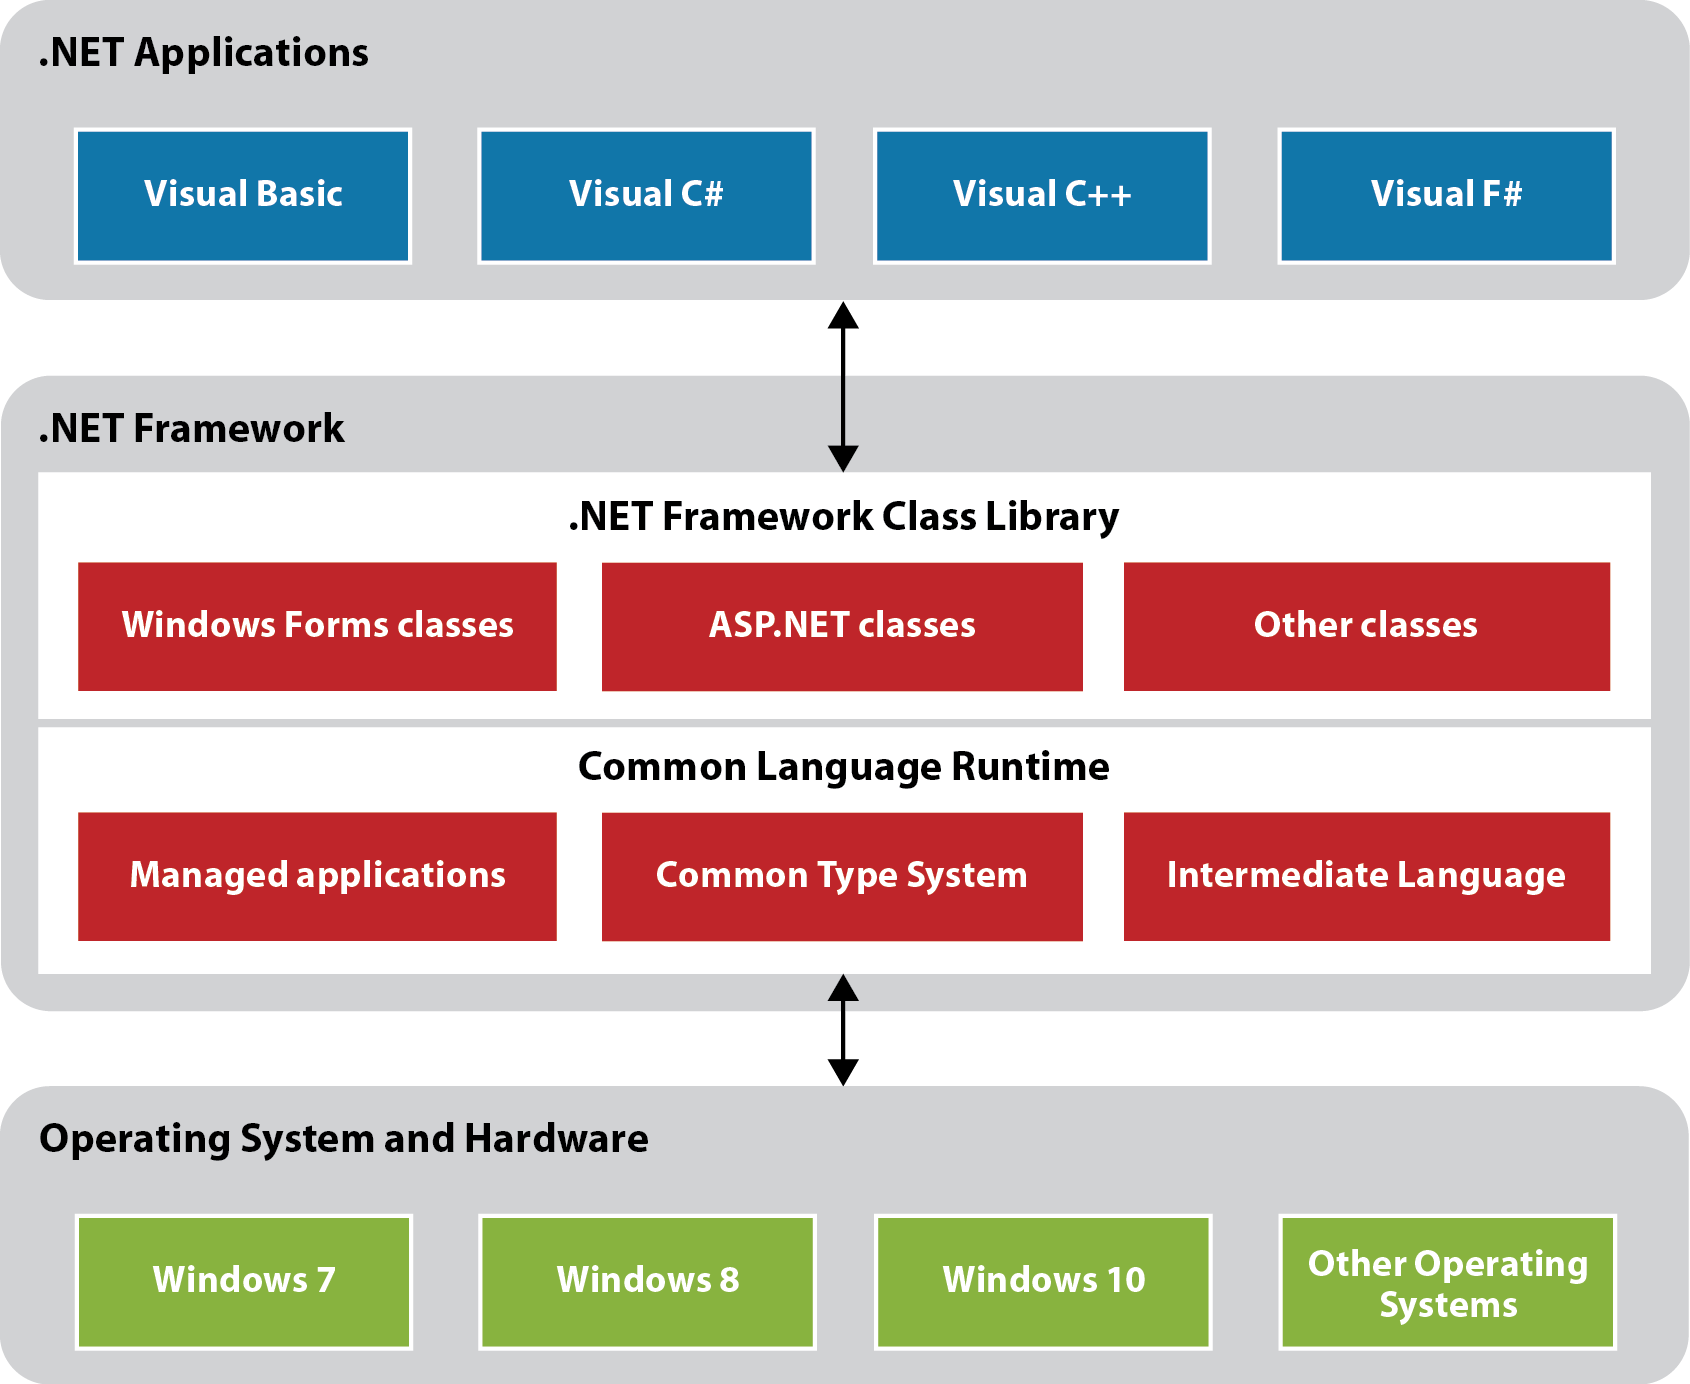 .NET Applications
Visual Basic
Visual C#
Visual C++
Visual F#
.NET Framework
.NET Framework Class Library
Windows Forms classes
ASP.NET classes
Other classes
Common Language Runtime
Managed applications
Common Type System
Intermediate Language
Operating System and Hardware
Windows 7
Windows 8
Windows 10
Other Operating
Systems